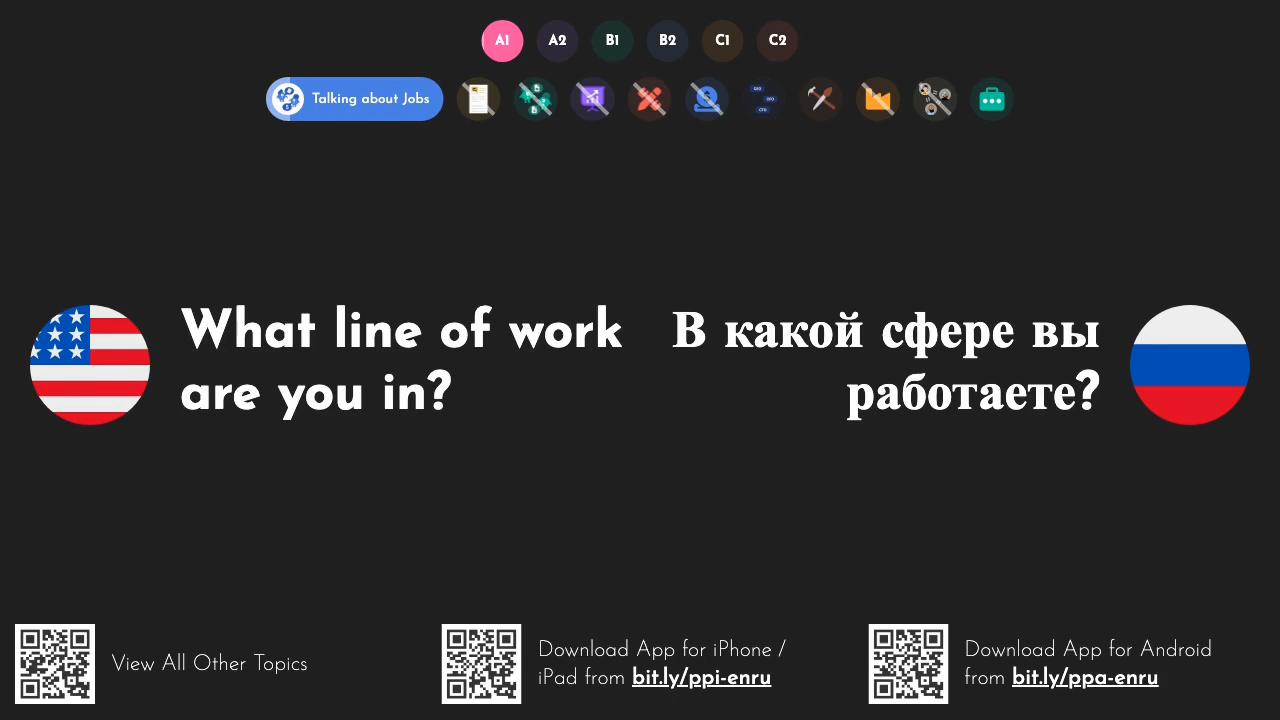 A1 A2 B1 B2 C1 C2
Talking about Jobs
What line of work
are you in?
В какой сфере вы
работаете?
View All Other Topics
Download App for iPhone /
iPad from bit.ly/ppi-enru
Download App for Android
from bit.ly/ppa-enru